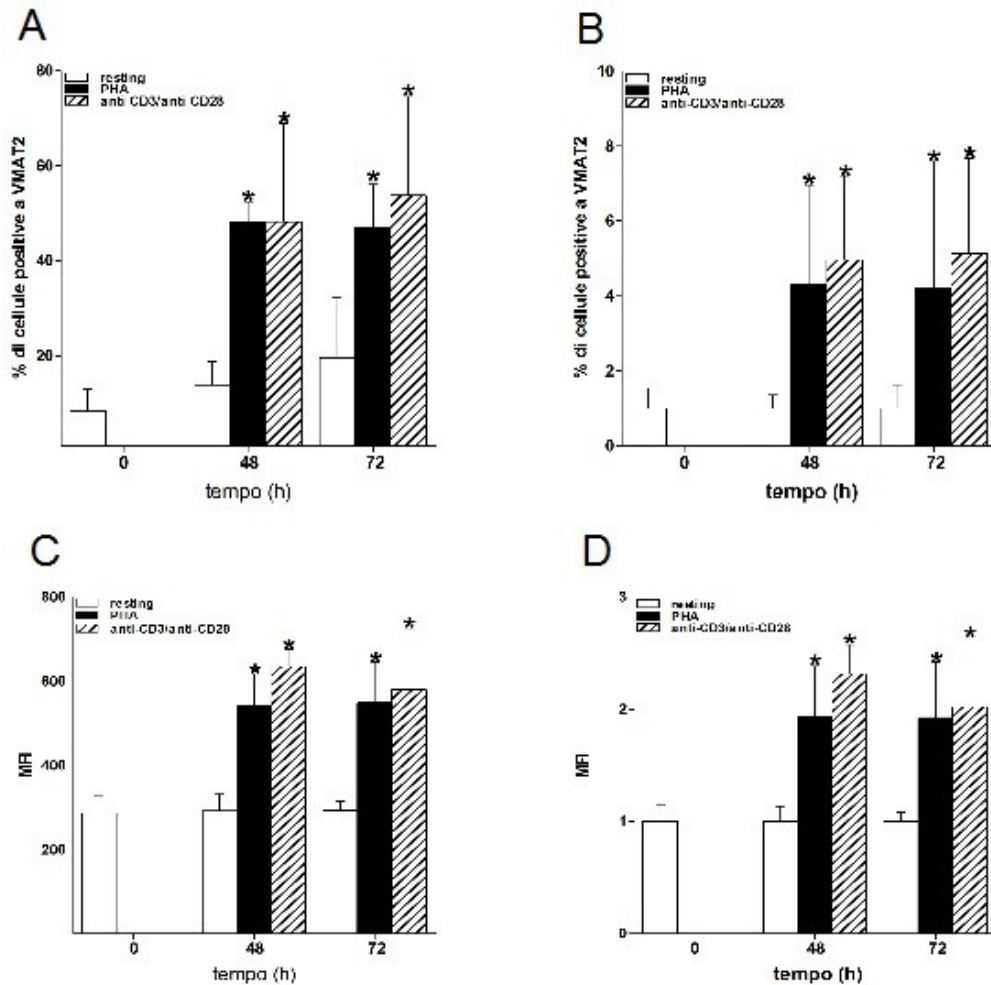 A
80
resting
PHA
anti CD3/anti CD28
60
40
20
% di cellule positive a VMAT2
* * * *
0 48 72
tempo (h)
B
10
resting
PHA
anti-CD3/anti-CD28
8
6
4
2
0
% di cellule positive a VMAT2
* * * *
0 48 72
tempo (h)
C
800
resting
PHA
anti-CD3/anti-CD28
600
400
200
MFI
* * * *
0 48 72
tempo (h)
D
3
resting
PHA
anti-CD3/anti-CD28
2
1
0
MFI
* * * *
0 48 72
tempo (h)